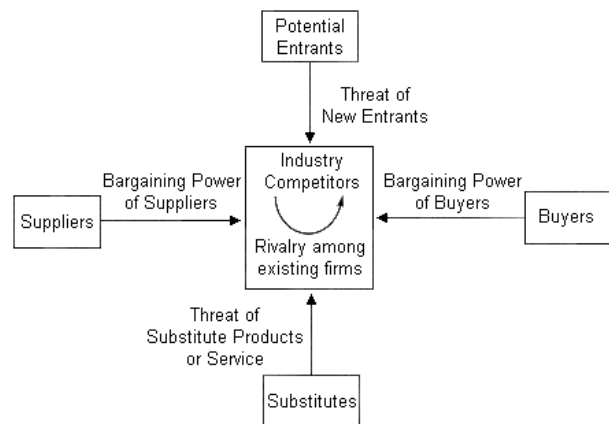 Potential
Entrants
Threat of
New Entrants
Industry
Competitors
Bargaining Power
of Suppliers
Bargaining Power
of Buyers
Suppliers
Buyers
Rivalry among
existing firms
Threat of
Substitute Products
or Service
Substitutes